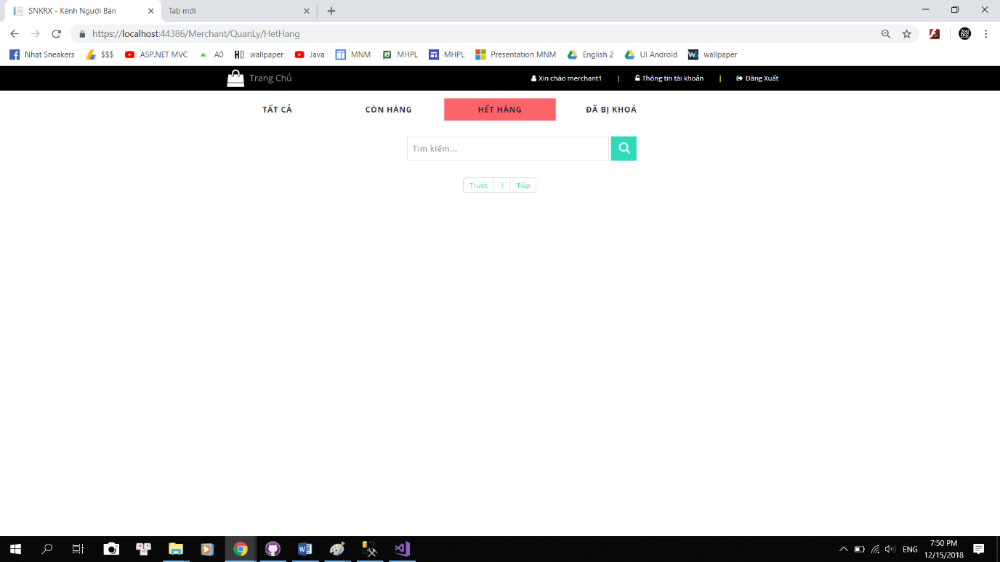 SNKRX - Kênh Người Bán
Tab mới
https://localhost:44386/Merchant/QuanLy/HetHang
Nhat Sneakers
$$$
ASP.NET MVC
A0
HD wallpaper
Java
MNM
MHPL
MHPL
Presentation MNM
English 2
UI Android
wallpaper
Trang Chủ
Xin chào merchant1 | Thông tin tài khoản | Đăng Xuất
TẤT CẢ
CÒN HÀNG
HẾT HÀNG
ĐÃ BỊ KHOÁ
Tìm kiếm...
Trước 1 Tiếp
ENG
7:50 PM
12/15/2018